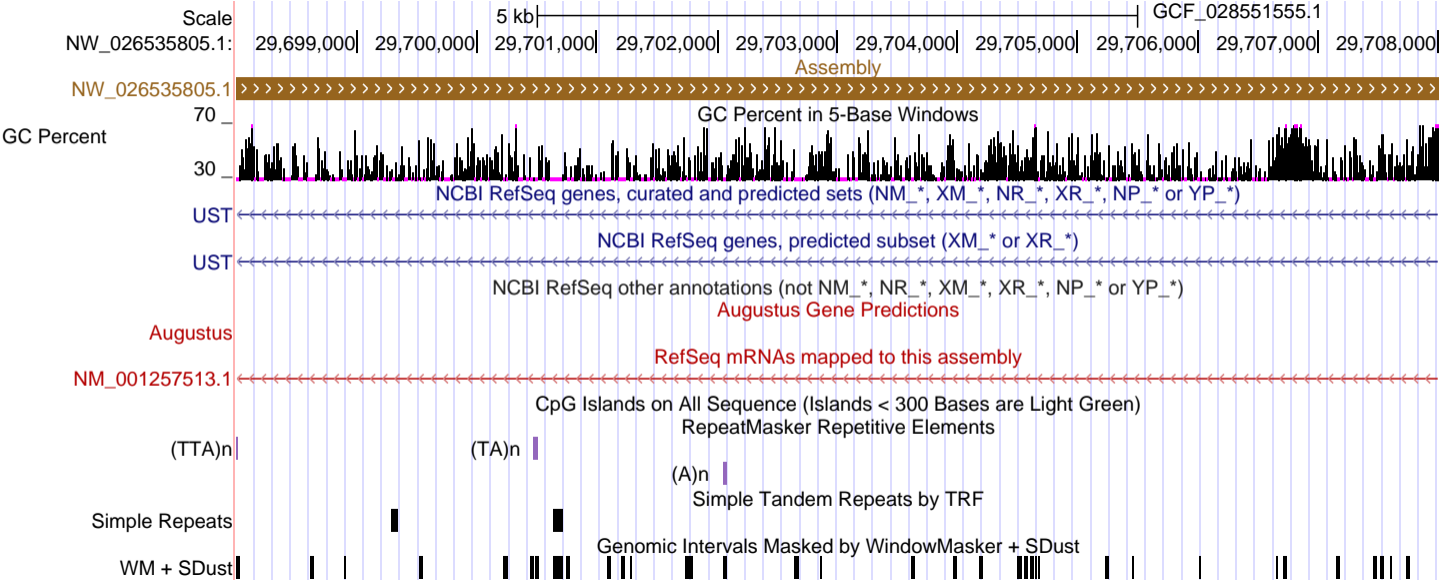 Scale 5 kb GCF_028551555.1
NW_026535805.1: 29,699,000 29,700,000 29,701,000 29,702,000 29,703,000 29,704,000 29,705,000 29,706,000 29,707,000 29,708,000
Assembly
NW_026535805.1
GC Percent in 5-Base Windows
70
GC Percent
30
NCBI RefSeq genes, curated and predicted sets (NM_*, XM_*, NR_*, XR_*, NP_* or YP_*)
UST
NCBI RefSeq genes, predicted subset (XM_* or XR_*)
UST
NCBI RefSeq other annotations (not NM_*, NR_*, XM_*, XR_*, NP_* or YP_*)
Augustus Gene Predictions
Augustus
RefSeq mRNAs mapped to this assembly
NM_001257513.1
CpG Islands on All Sequence (Islands < 300 Bases are Light Green)
RepeatMasker Repetitive Elements
(TTA)n (TA)n
(A)n
Simple Tandem Repeats by TRF
Simple Repeats
Genomic Intervals Masked by WindowMasker + SDust
WM + SDust